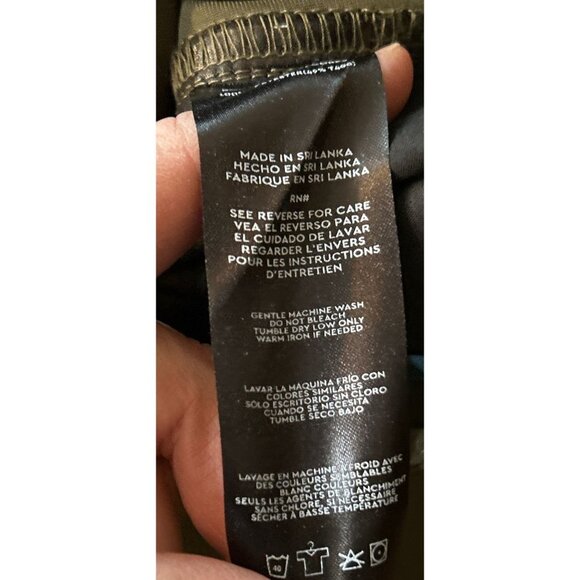 MADE IN SRI LANKA
HECHO EN SRI LANKA
FABRIQUE EN SRI LANKA
RN#
SEE REVERSE FOR CARE
VEA EL REVERSO PARA
EL CUIDADO DE LAVAR
REGARDER L'ENVERS
POUR LES INSTRUCTIONS
D'ENTRETIEN
GENTLE MACHINE WASH
DO NOT BLEACH
TUMBLE DRY LOW ONLY
WARM IRON IF NEEDED
LAVAR LA MÁQUINA FRÍO CON
COLORES SIMILARES
SÓLO ESCRITORIO SIN CLORO
CUANDO SE NECESITA
TUMBLE SECO BAJO
LAVAGE EN MACHINE À FROID AVEC
DES COULEURS SEMBLABLES
BLANC COULEURS
SEULS LES AGENTS DE BLANCHIMENT
SANS CHLORE, SI NÉCESSAIRE
SÉCHER À BASSE TEMPÉRATURE
40